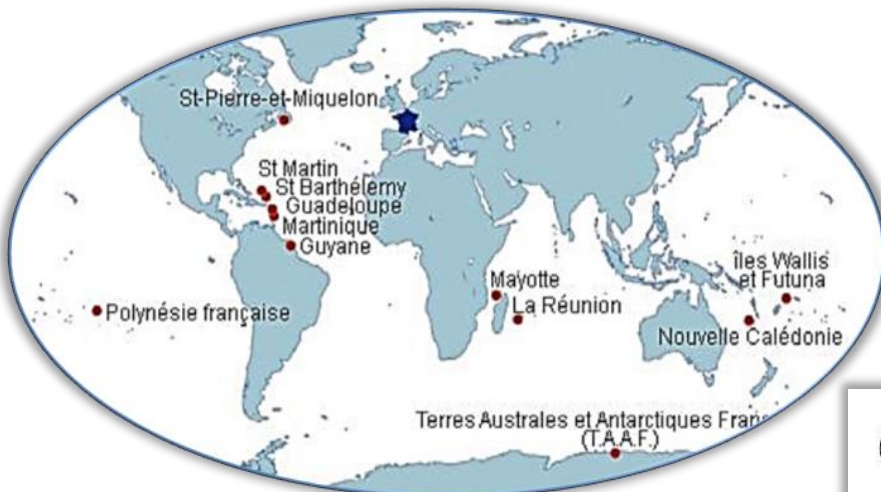 St-Pierre-et-Miquelon
St Martin
St Barthélemy
Guadeloupe
Martinique
Guyane
Polynésie française
Mayotte
La Réunion
îles Wallis
et Futuna
Nouvelle Calédonie
Terres Australes et Antarctiques Fran
(T.A.A.F.)